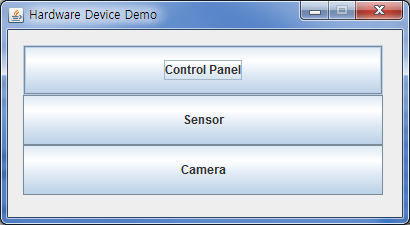 Hardware Device Demo
Control Panel
Sensor
Camera